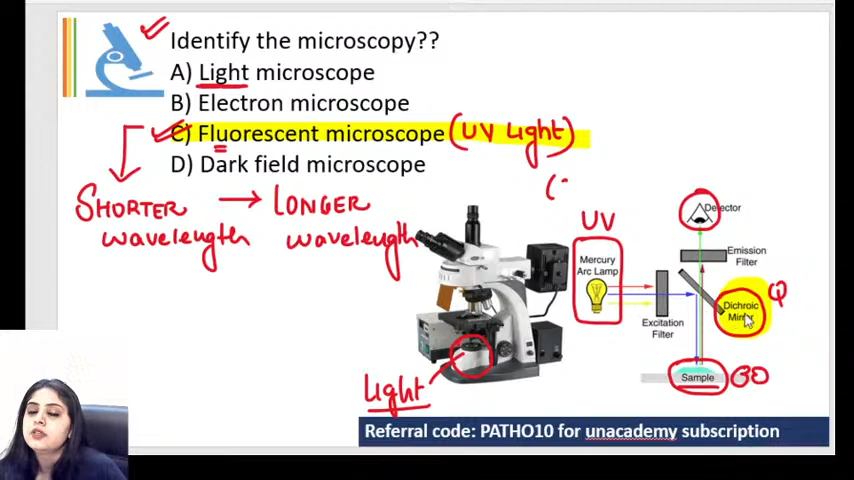 Identify the microscopy??
A) Light microscope
B) Electron microscope
C) Fluorescent microscope (UV Light)
D) Dark field microscope
SHORTER → LONGER
wavelength wavelength
UV
Mercury
Arc Lamp
Excitation
Filter
Detector
Emission
Filter
Dichroic
Sample
Light
Referral code: PATHO10 for unacademy subscription